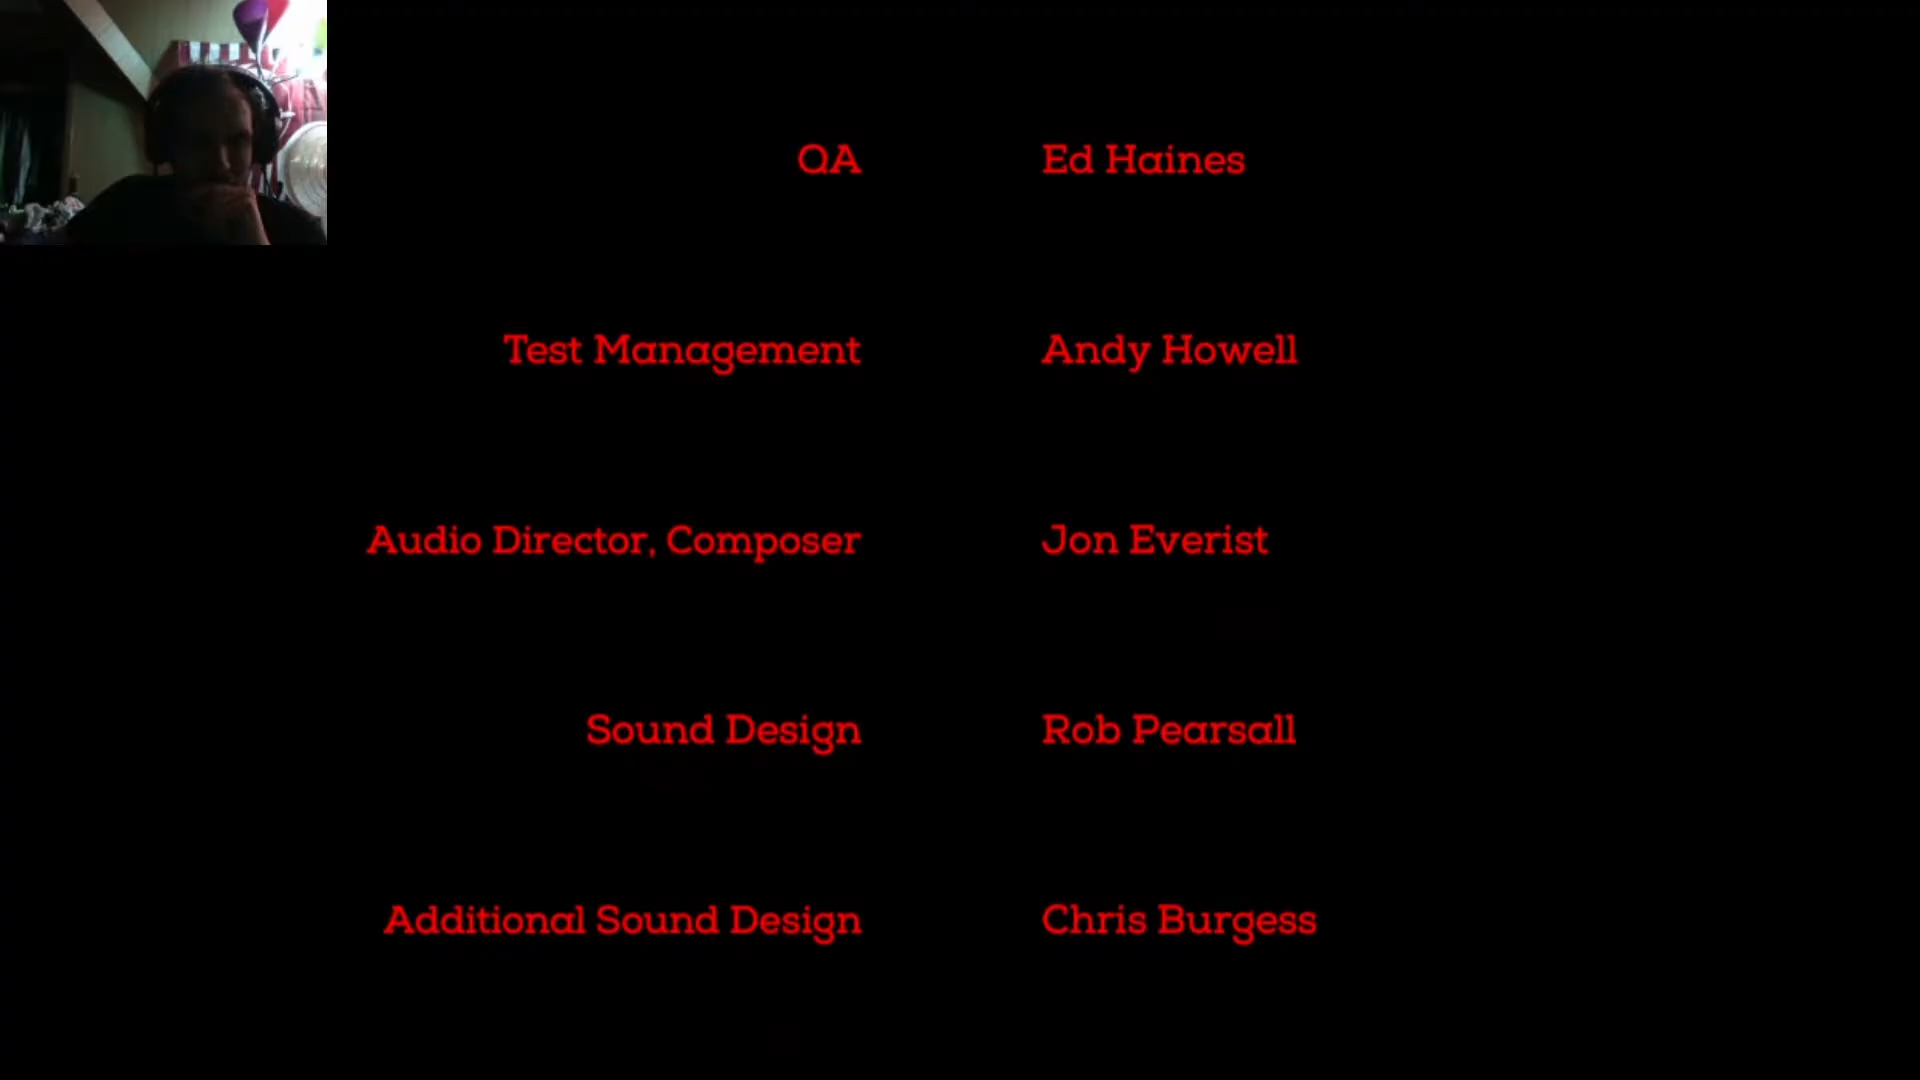 QA Ed Haines
Test Management Andy Howell
Audio Director, Composer Jon Everist
Sound Design Rob Pearsall
Additional Sound Design Chris Burgess